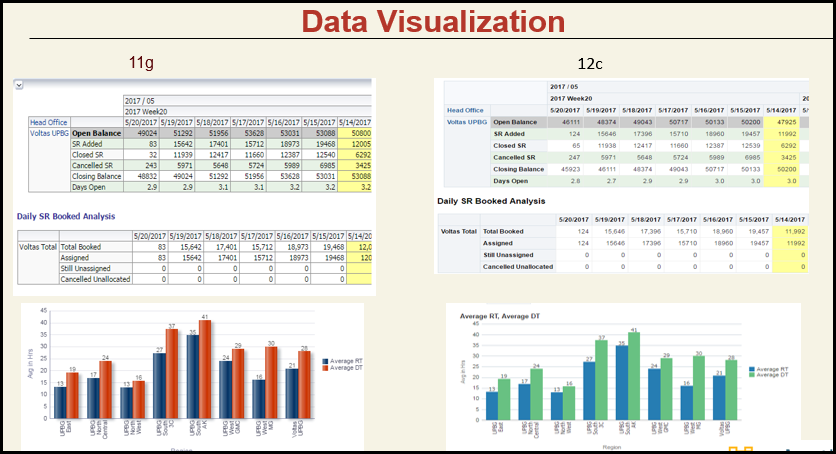 Data Visualization
11g
12c
2017 / 05
2017 Week20
Head Office 5/20/2017 5/19/2017 5/18/2017 5/17/2017 5/16/2017 5/15/2017 5/14/2017
Voltas UPBG Open Balance 49024 51292 51956 53628 53031 53088 50800
SR Added 83 15642 17401 15712 18973 19468 12005
Closed SR 32 11939 12417 11660 12387 12540 6292
Cancelled SR 243 5971 5648 5724 5989 6985 3425
Closing Balance 48832 49024 51292 51956 53628 53031 53088
Days Open 2.9 2.9 3.1 3.1 3.2 3.2 3.2
Daily SR Booked Analysis
5/20/2017 5/19/2017 5/18/2017 5/17/2017 5/16/2017 5/15/2017 5/14/20
Voltas Total Total Booked 83 15,642 17,401 15,712 18,973 19,468 12,0
Assigned 83 15642 17401 15712 18973 19468 120
Still Unassigned 0 0 0 0 0 0
Cancelled Unallocated 0 0 0 0 0 0
45
40
35
30
25
20
15
10
5
0
Avg in Hrs
13 19 17 24 13 16 27 37 35 41 24 29 16 30 21 28
UPBG East
UPBG North Central
UPBG North West
UPBG South 3C
UPBG South AK
UPBG West GMC
UPBG West MG
Voltas UPBG
Average RT
Average DT
Region
2017 / 05
2017 Week20 20
Head Office 5/20/2017 5/19/2017 5/18/2017 5/17/2017 5/16/2017 5/15/2017 5/14/2017 5/
Voltas UPBG Open Balance 46111 48374 49043 50717 50133 50200 47925
SR Added 124 15646 17396 15710 18960 19457 11992
Closed SR 65 11938 12417 11660 12387 12539 6292
Cancelled SR 247 5971 5648 5724 5989 6985 3425
Closing Balance 45923 46111 48374 49043 50717 50133 50200
Days Open 2.8 2.7 2.9 2.9 3.0 3.0 3.0
Daily SR Booked Analysis
5/20/2017 5/19/2017 5/18/2017 5/17/2017 5/16/2017 5/15/2017 5/14/2017
Voltas Total Total Booked 124 15,646 17,396 15,710 18,960 19,457 11,992
Assigned 124 15646 17396 15710 18960 19457 11992
Still Unassigned 0 0 0 0 0 0 0
Cancelled Unallocated 0 0 0 0 0 0 0
Average RT, Average DT
45
40
35
30
25
20
15
10
5
0
Avg in Hrs
13 19 17 24 13 16 27 37 35 41 24 29 16 30 21 28
UPBG East
UPBG North Central
UPBG North West
UPBG South 3C
UPBG South AK
UPBG West GMC
UPBG West MG
Voltas UPBG
Average RT
Average DT
Region